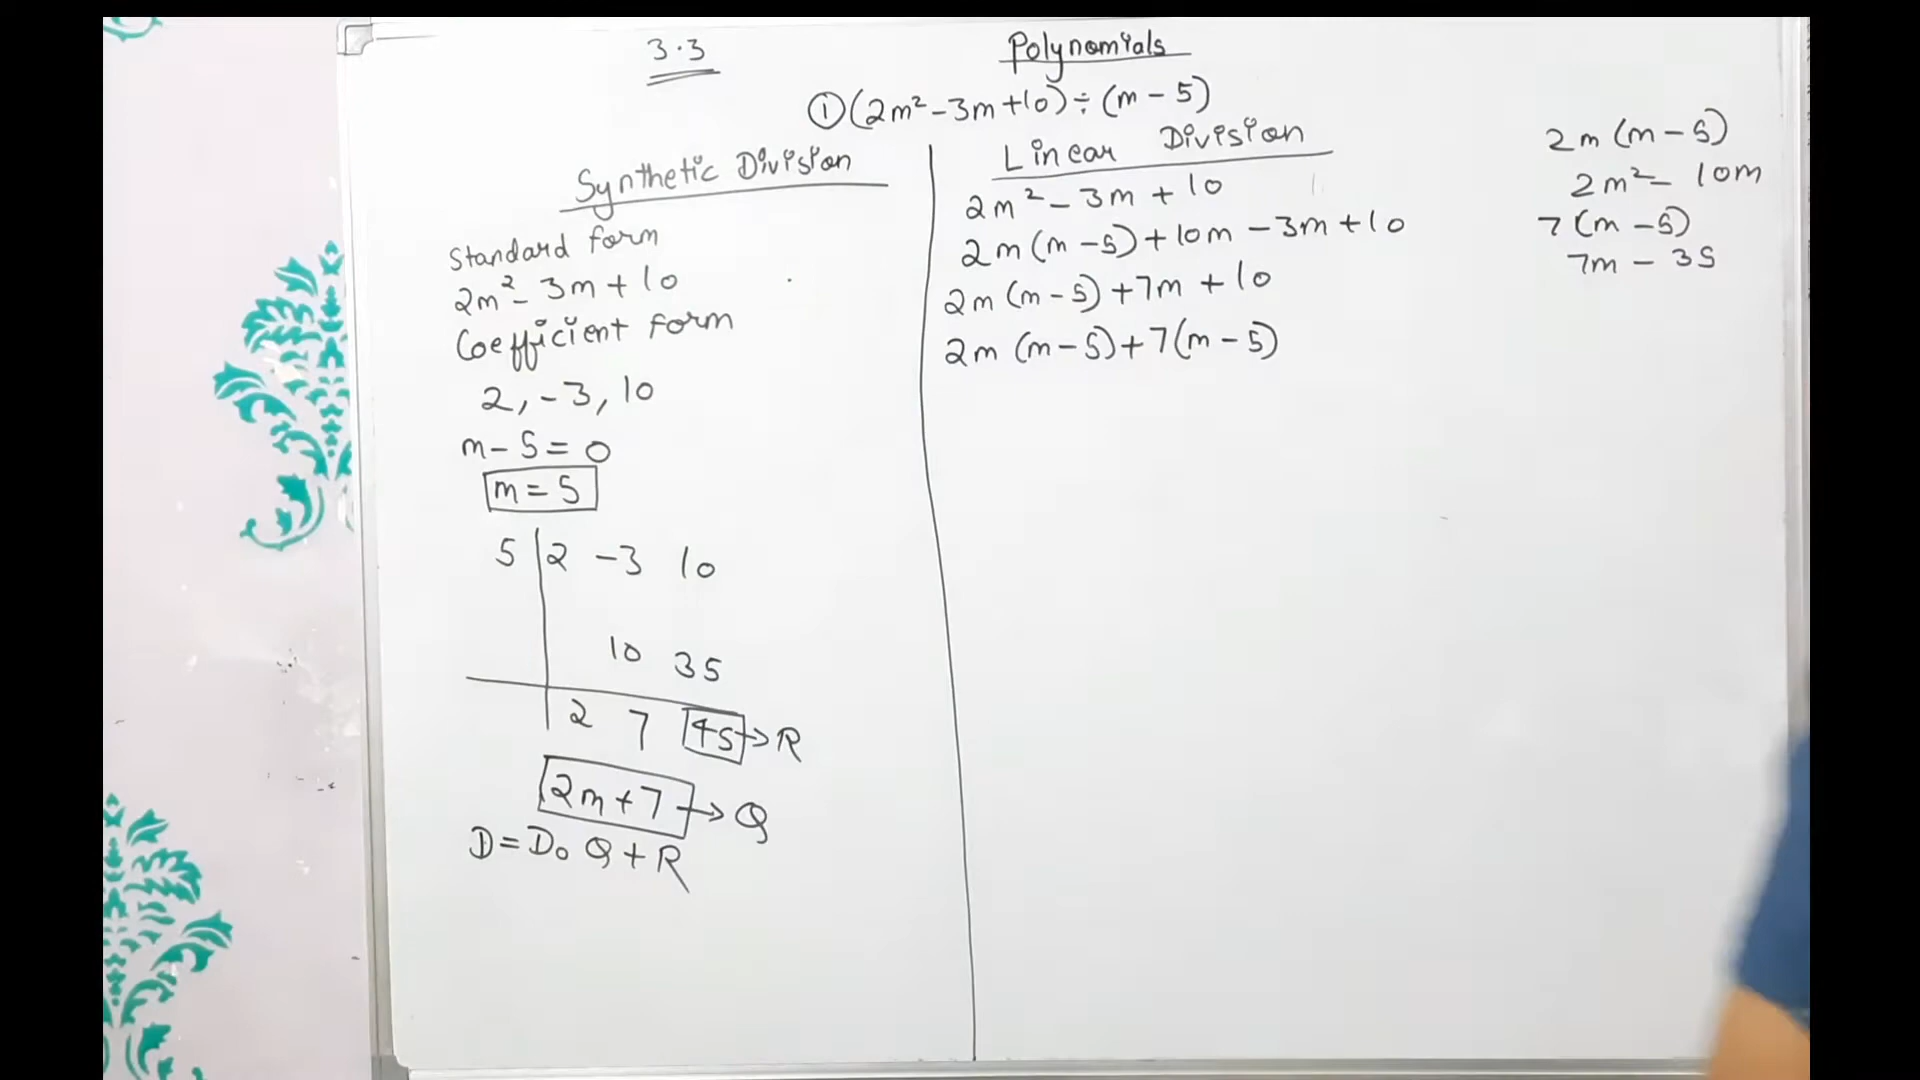 3.3
Polynomials
① (2m² - 3m + 10) ÷ (m - 5)
Synthetic Division
Standard form
2m² - 3m + 10
Coefficient form
2, -3, 10
m - 5 = 0
m = 5
5 | 2 -3 10
10 35
2 7 45 → R
2m + 7 → Q
D = D₀ Q + R
Linear Division
2m² - 3m + 10
2m (m - 5) + 10m - 3m + 10
2m (m - 5) + 7m + 10
2m (m - 5) + 7(m - 5)
2m (m - 5)
2m² - 10m
7 (m - 5)
7m - 35